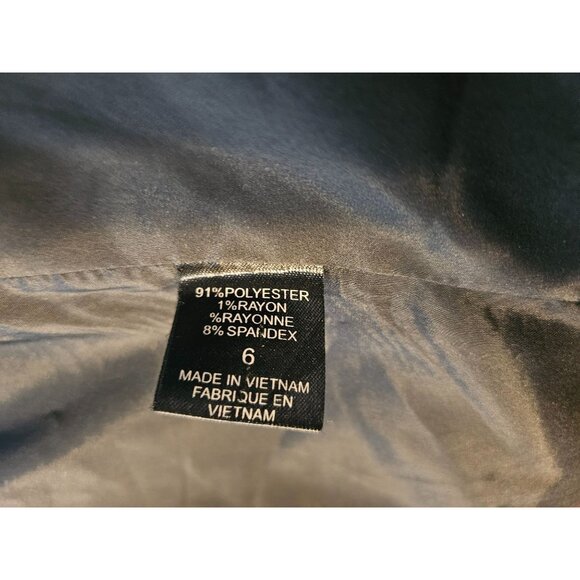 91%POLYESTER
1%RAYON
%RAYONNE
8% SPANDEX
6
MADE IN VIETNAM
FABRIQUE EN
VIETNAM